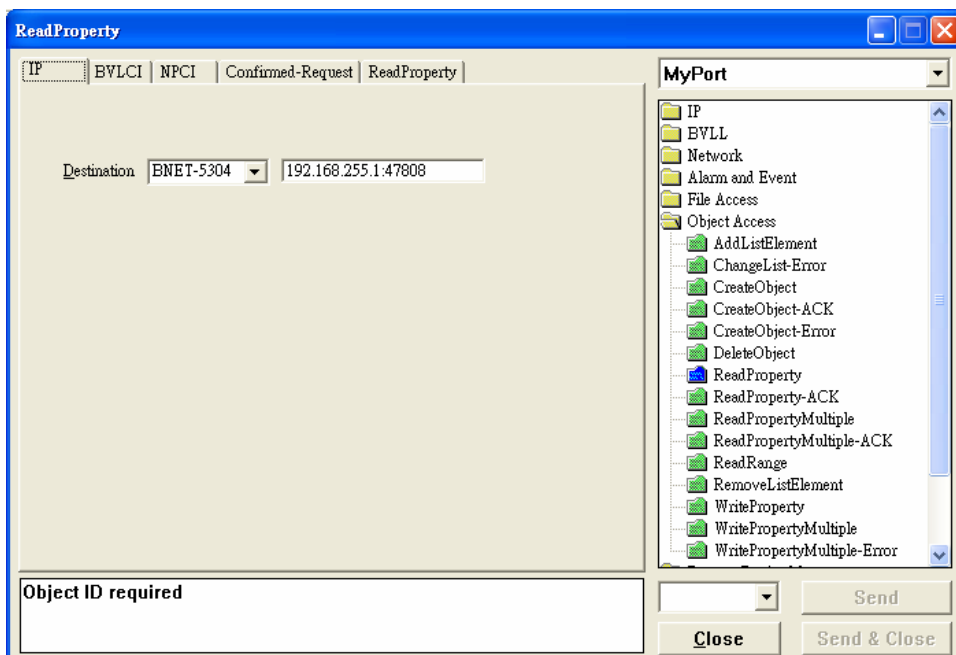 ReadProperty
IP BVLCI NPCI Confirmed-Request ReadProperty
Destination BNET-5304 192.168.255.1:47808
Object ID required
MyPort
IP
BVLL
Network
Alarm and Event
File Access
Object Access
AddListElement
ChangeList-Error
CreateObject
CreateObject-ACK
CreateObject-Error
DeleteObject
ReadProperty
ReadProperty-ACK
ReadPropertyMultiple
ReadPropertyMultiple-ACK
ReadRange
RemoveListElement
WriteProperty
WritePropertyMultiple
WritePropertyMultiple-Error
Send
Close Send & Close